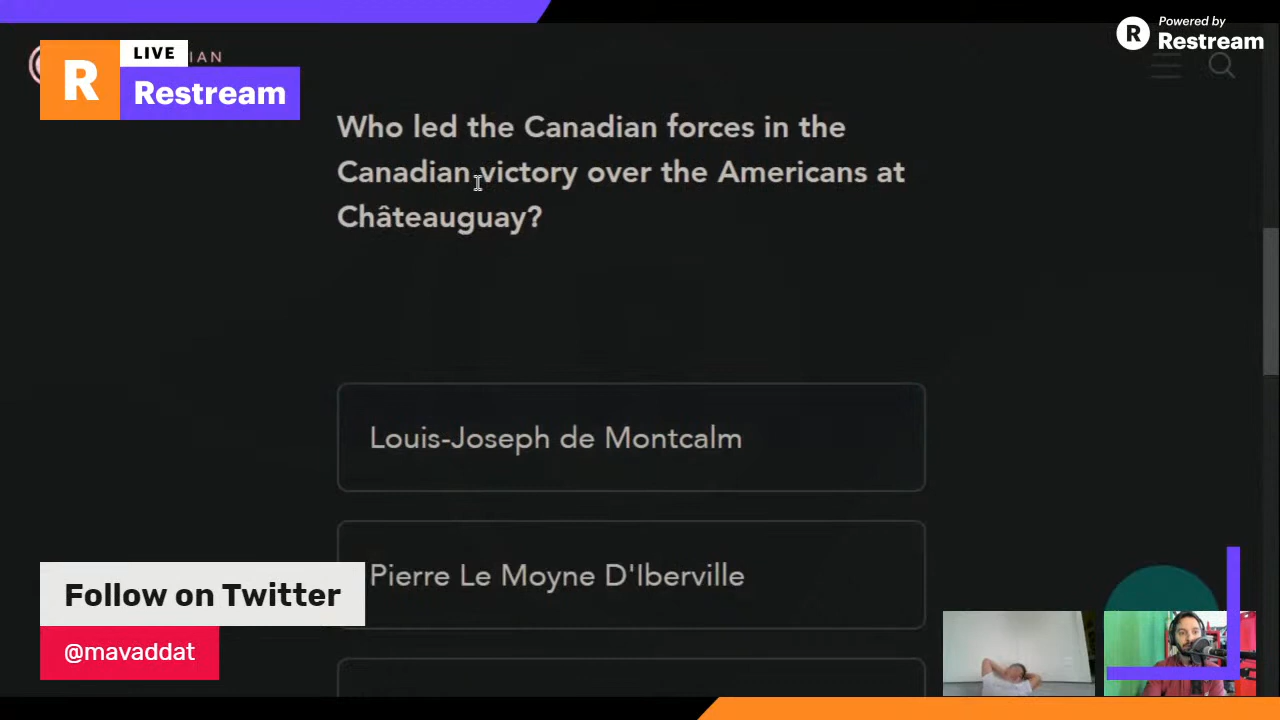 Powered by
R Restream
LIVE
IAN
R
Restream
Who led the Canadian forces in the
Canadian victory over the Americans at
Châteauguay?
Louis-Joseph de Montcalm
Pierre Le Moyne D'Iberville
Follow on Twitter
@mavaddat